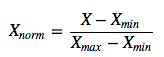 X_norm = (X − X_min) / (X_max − X_min)